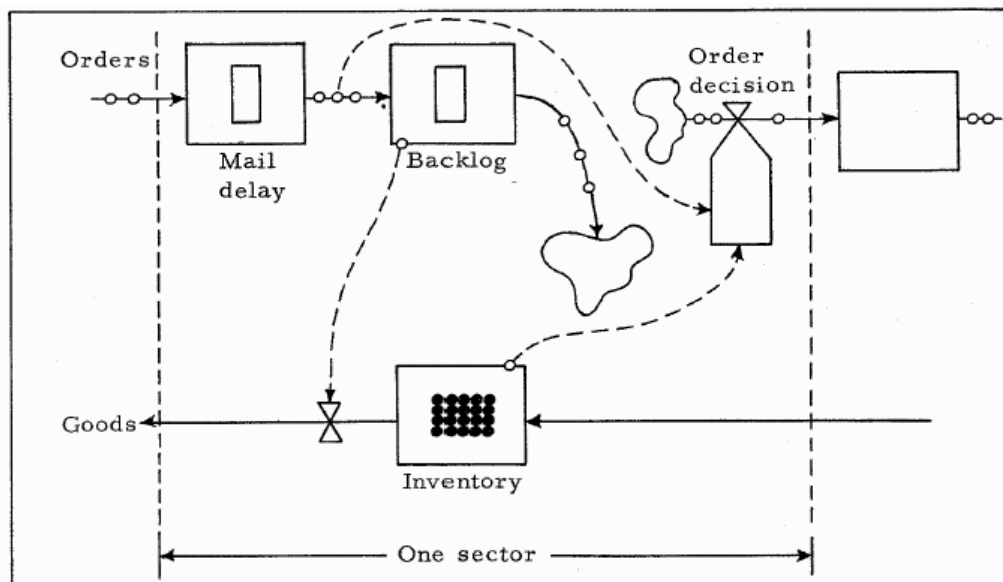 Orders
Mail
delay
Backlog
Order
decision
Goods
Inventory
One sector